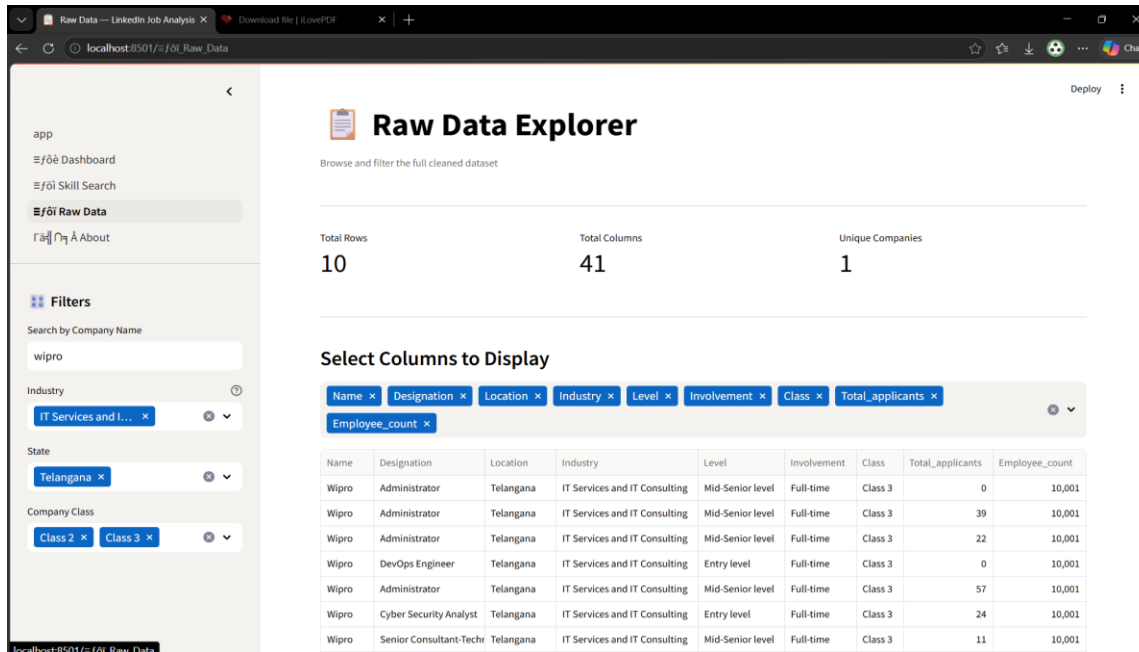 Raw Data — LinkedIn Job Analysis
Download file | iLovePDF
localhost:8501/≡ƒôï_Raw_Data
Cha
Deploy
app
≡ƒôè Dashboard
≡ƒöì Skill Search
≡ƒôï Raw Data
Γä╣∩╕Å About
Filters
Search by Company Name
wipro
Industry
IT Services and I...
State
Telangana
Company Class
Class 2 Class 3
Raw Data Explorer
Browse and filter the full cleaned dataset
Total Rows Total Columns Unique Companies
10 41 1
Select Columns to Display
Name Designation Location Industry Level Involvement Class Total_applicants
Employee_count
Name Designation Location Industry Level Involvement Class Total_applicants Employee_count
Wipro Administrator Telangana IT Services and IT Consulting Mid-Senior level Full-time Class 3 0 10,001
Wipro Administrator Telangana IT Services and IT Consulting Mid-Senior level Full-time Class 3 39 10,001
Wipro Administrator Telangana IT Services and IT Consulting Mid-Senior level Full-time Class 3 22 10,001
Wipro DevOps Engineer Telangana IT Services and IT Consulting Entry level Full-time Class 3 0 10,001
Wipro Administrator Telangana IT Services and IT Consulting Mid-Senior level Full-time Class 3 57 10,001
Wipro Cyber Security Analyst Telangana IT Services and IT Consulting Entry level Full-time Class 3 24 10,001
Wipro Senior Consultant-Techr Telangana IT Services and IT Consulting Mid-Senior level Full-time Class 3 11 10,001
localhost:8501/≡ƒôï_Raw_Data